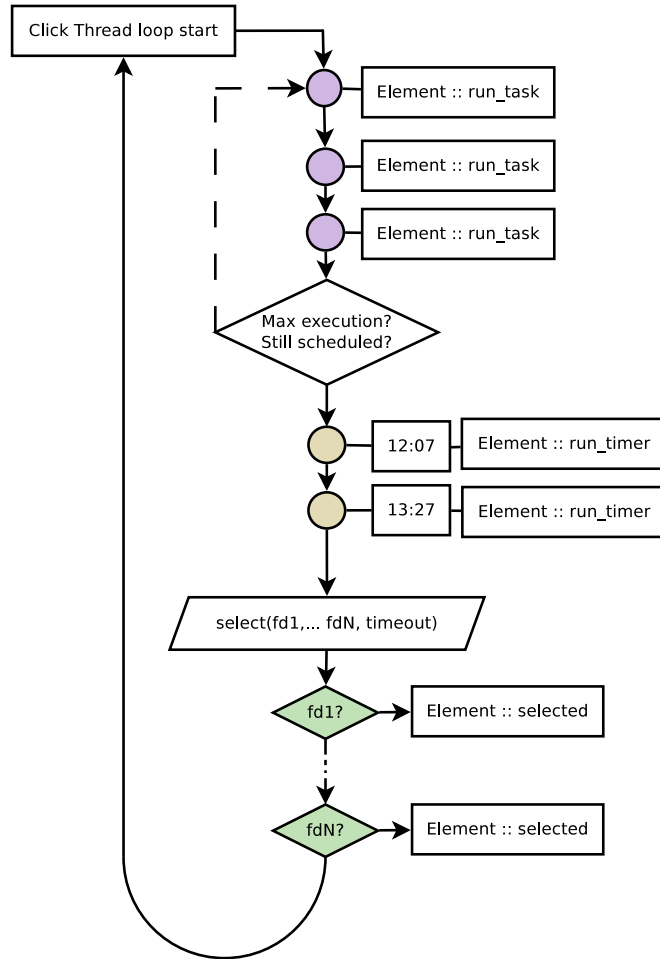 Click Thread loop start
Element :: run_task
Element :: run_task
Element :: run_task
Max execution?
Still scheduled?
12:07
Element :: run_timer
13:27
Element :: run_timer
select(fd1,... fdN, timeout)
fd1?
Element :: selected
fdN?
Element :: selected